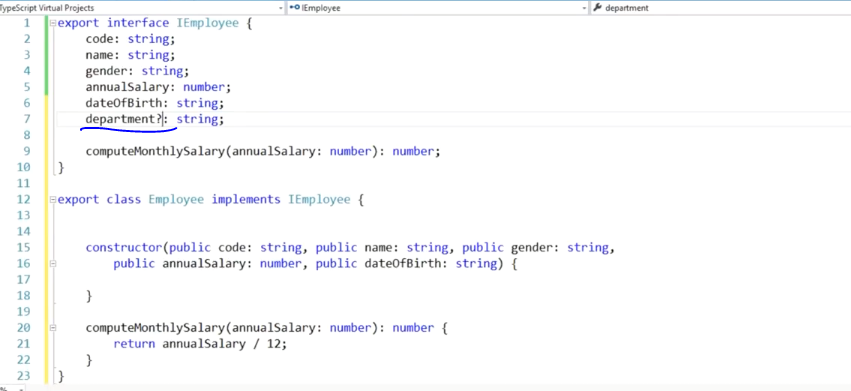 TypeScript Virtual Projects IEmployee department
1 export interface IEmployee {
2 code: string;
3 name: string;
4 gender: string;
5 annualSalary: number;
6 dateOfBirth: string;
7 department?: string;
8
9 computeMonthlySalary(annualSalary: number): number;
10 }
11
12 export class Employee implements IEmployee {
13
14
15 constructor(public code: string, public name: string, public gender: string,
16 public annualSalary: number, public dateOfBirth: string) {
17
18 }
19
20 computeMonthlySalary(annualSalary: number): number {
21 return annualSalary / 12;
22 }
23 }
%